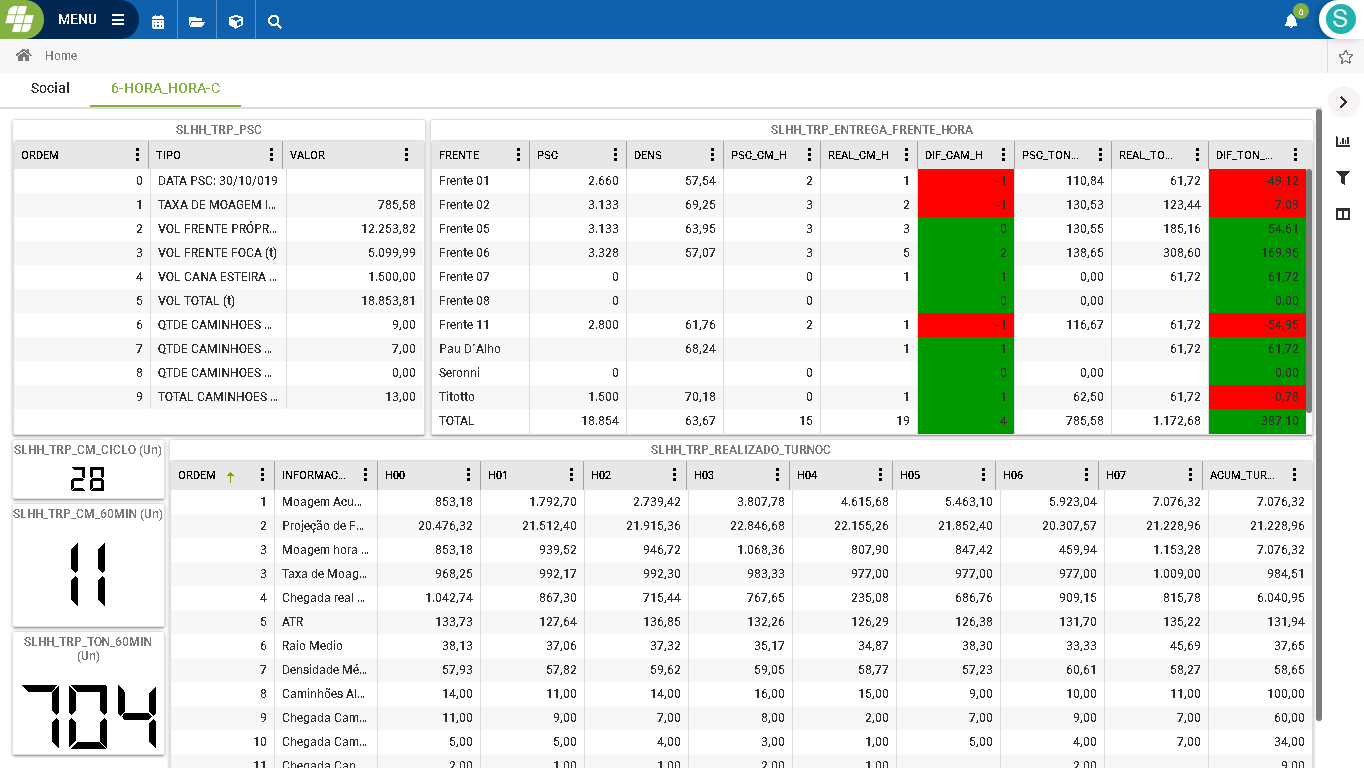 MENU
0
S
Home
Social 6-HORA_HORA-C
SLHH_TRP_PSC
ORDEM TIPO VALOR
0 DATA PSC: 30/10/019
1 TAXA DE MOAGEM I... 785,58
2 VOL FRENTE PRÓPR... 12.253,82
3 VOL FRENTE FOCA (t) 5.099,99
4 VOL CANA ESTEIRA ... 1.500,00
5 VOL TOTAL (t) 18.853,81
6 QTDE CAMINHOES ... 9,00
7 QTDE CAMINHOES ... 7,00
8 QTDE CAMINHOES ... 0,00
9 TOTAL CAMINHOES ... 13,00
SLHH_TRP_ENTREGA_FRENTE_HORA
FRENTE PSC DENS PSC_CM_H REAL_CM_H DIF_CAM_H PSC_TON... REAL_TO... DIF_TON_...
Frente 01 2.660 57,54 2 1 -1 110,84 61,72 -49,12
Frente 02 3.133 69,25 3 2 -1 130,53 123,44 -7,09
Frente 05 3.133 63,95 3 3 0 130,55 185,16 54,61
Frente 06 3.328 57,07 3 5 2 138,65 308,60 169,95
Frente 07 0 0 1 1 0,00 61,72 61,72
Frente 08 0 0 0 0,00 0,00
Frente 11 2.800 61,76 2 1 -1 116,67 61,72 -54,95
Pau D´Alho 68,24 1 1 61,72 61,72
Seronni 0 0,00
Titotto 1.500 70,18 0 1 1 62,50 61,72 -0,78
TOTAL 18.854 63,67 15 19 4 785,58 1.172,68 387,10
SLHH_TRP_CM_CICLO (Un)
28
SLHH_TRP_CM_60MIN (Un)
11
SLHH_TRP_TON_60MIN
(Un)
704
SLHH_TRP_REALIZADO_TURNOC
ORDEM INFORMAC... H00 H01 H02 H03 H04 H05 H06 H07 ACUM_TUR...
1 Moagem Acu... 853,18 1.792,70 2.739,42 3.807,78 4.615,68 5.463,10 5.923,04 7.076,32 7.076,32
2 Projeção de F... 20.476,32 21.512,40 21.915,36 22.846,68 22.155,26 21.852,40 20.307,57 21.228,96 21.228,96
3 Moagem hora ... 853,18 939,52 946,72 1.068,36 807,90 847,42 459,94 1.153,28 7.076,32
3 Taxa de Moag... 968,25 992,17 992,30 983,33 977,00 977,00 977,00 1.009,00 984,51
4 Chegada real ... 1.042,74 867,30 715,44 767,65 235,08 686,76 909,15 815,78 6.040,95
5 ATR 133,73 127,64 136,85 132,26 126,29 126,38 131,70 135,22 131,94
6 Raio Medio 38,13 37,06 37,32 35,17 34,87 38,30 33,33 45,69 37,65
7 Densidade Mé... 57,93 57,82 59,62 59,05 58,77 57,23 60,61 58,27 58,65
8 Caminhões Al... 14,00 11,00 14,00 16,00 15,00 9,00 10,00 11,00 100,00
9 Chegada Cam... 11,00 9,00 7,00 8,00 2,00 7,00 9,00 7,00 60,00
10 Chegada Cam... 5,00 5,00 4,00 3,00 1,00 5,00 4,00 7,00 34,00
11 Chegada Can... 2,00 1,00 1,00 2,00 1,00 2,00 9,00